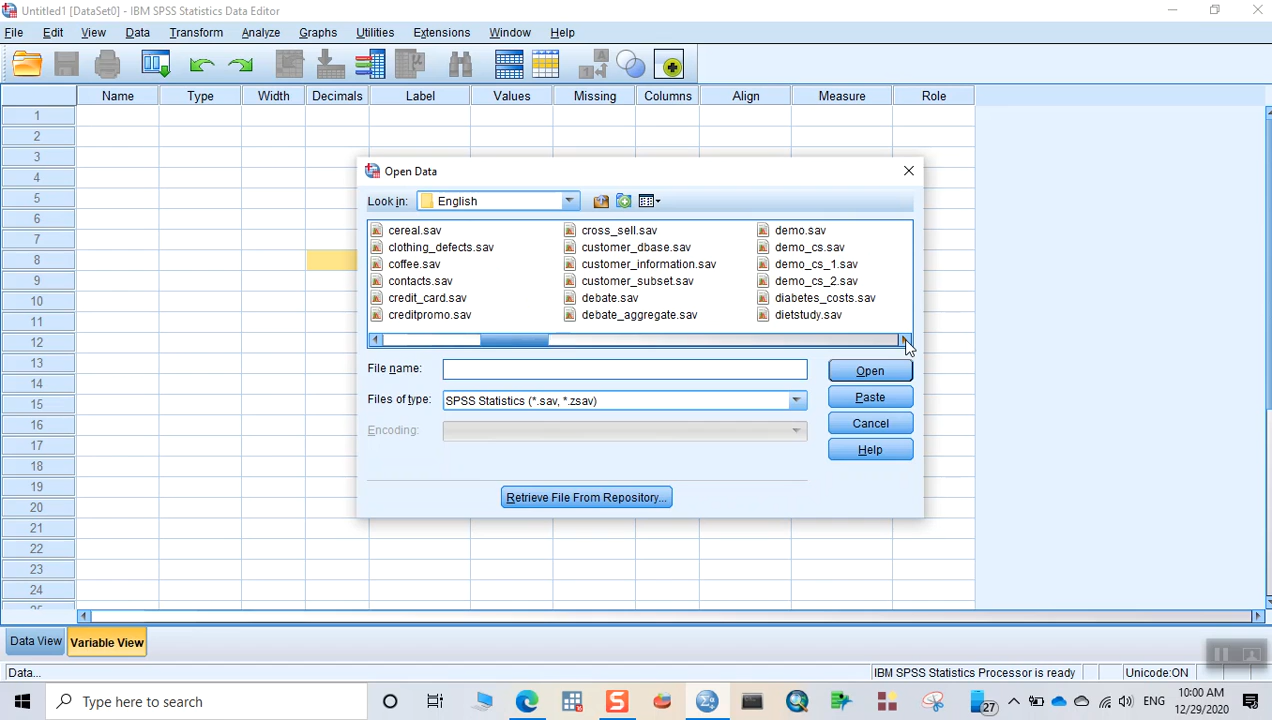 Untitled1 [DataSet0] - IBM SPSS Statistics Data Editor
File Edit View Data Transform Analyze Graphs Utilities Extensions Window Help
Name Type Width Decimals Label Values Missing Columns Align Measure Role
1
2
3
4
5
6
7
8
9
10
11
12
13
14
15
16
17
18
19
20
21
22
23
24
Open Data
Look in: English
cereal.sav cross_sell.sav demo.sav
clothing_defects.sav customer_dbase.sav demo_cs.sav
coffee.sav customer_information.sav demo_cs_1.sav
contacts.sav customer_subset.sav demo_cs_2.sav
credit_card.sav debate.sav diabetes_costs.sav
creditpromo.sav debate_aggregate.sav dietstudy.sav
File name: Open
Files of type: SPSS Statistics (*.sav, *.zsav) Paste
Encoding: Cancel
Help
Retrieve File From Repository...
Data View Variable View
Data... IBM SPSS Statistics Processor is ready Unicode:ON
Type here to search 27 ENG 10:00 AM
12/29/2020